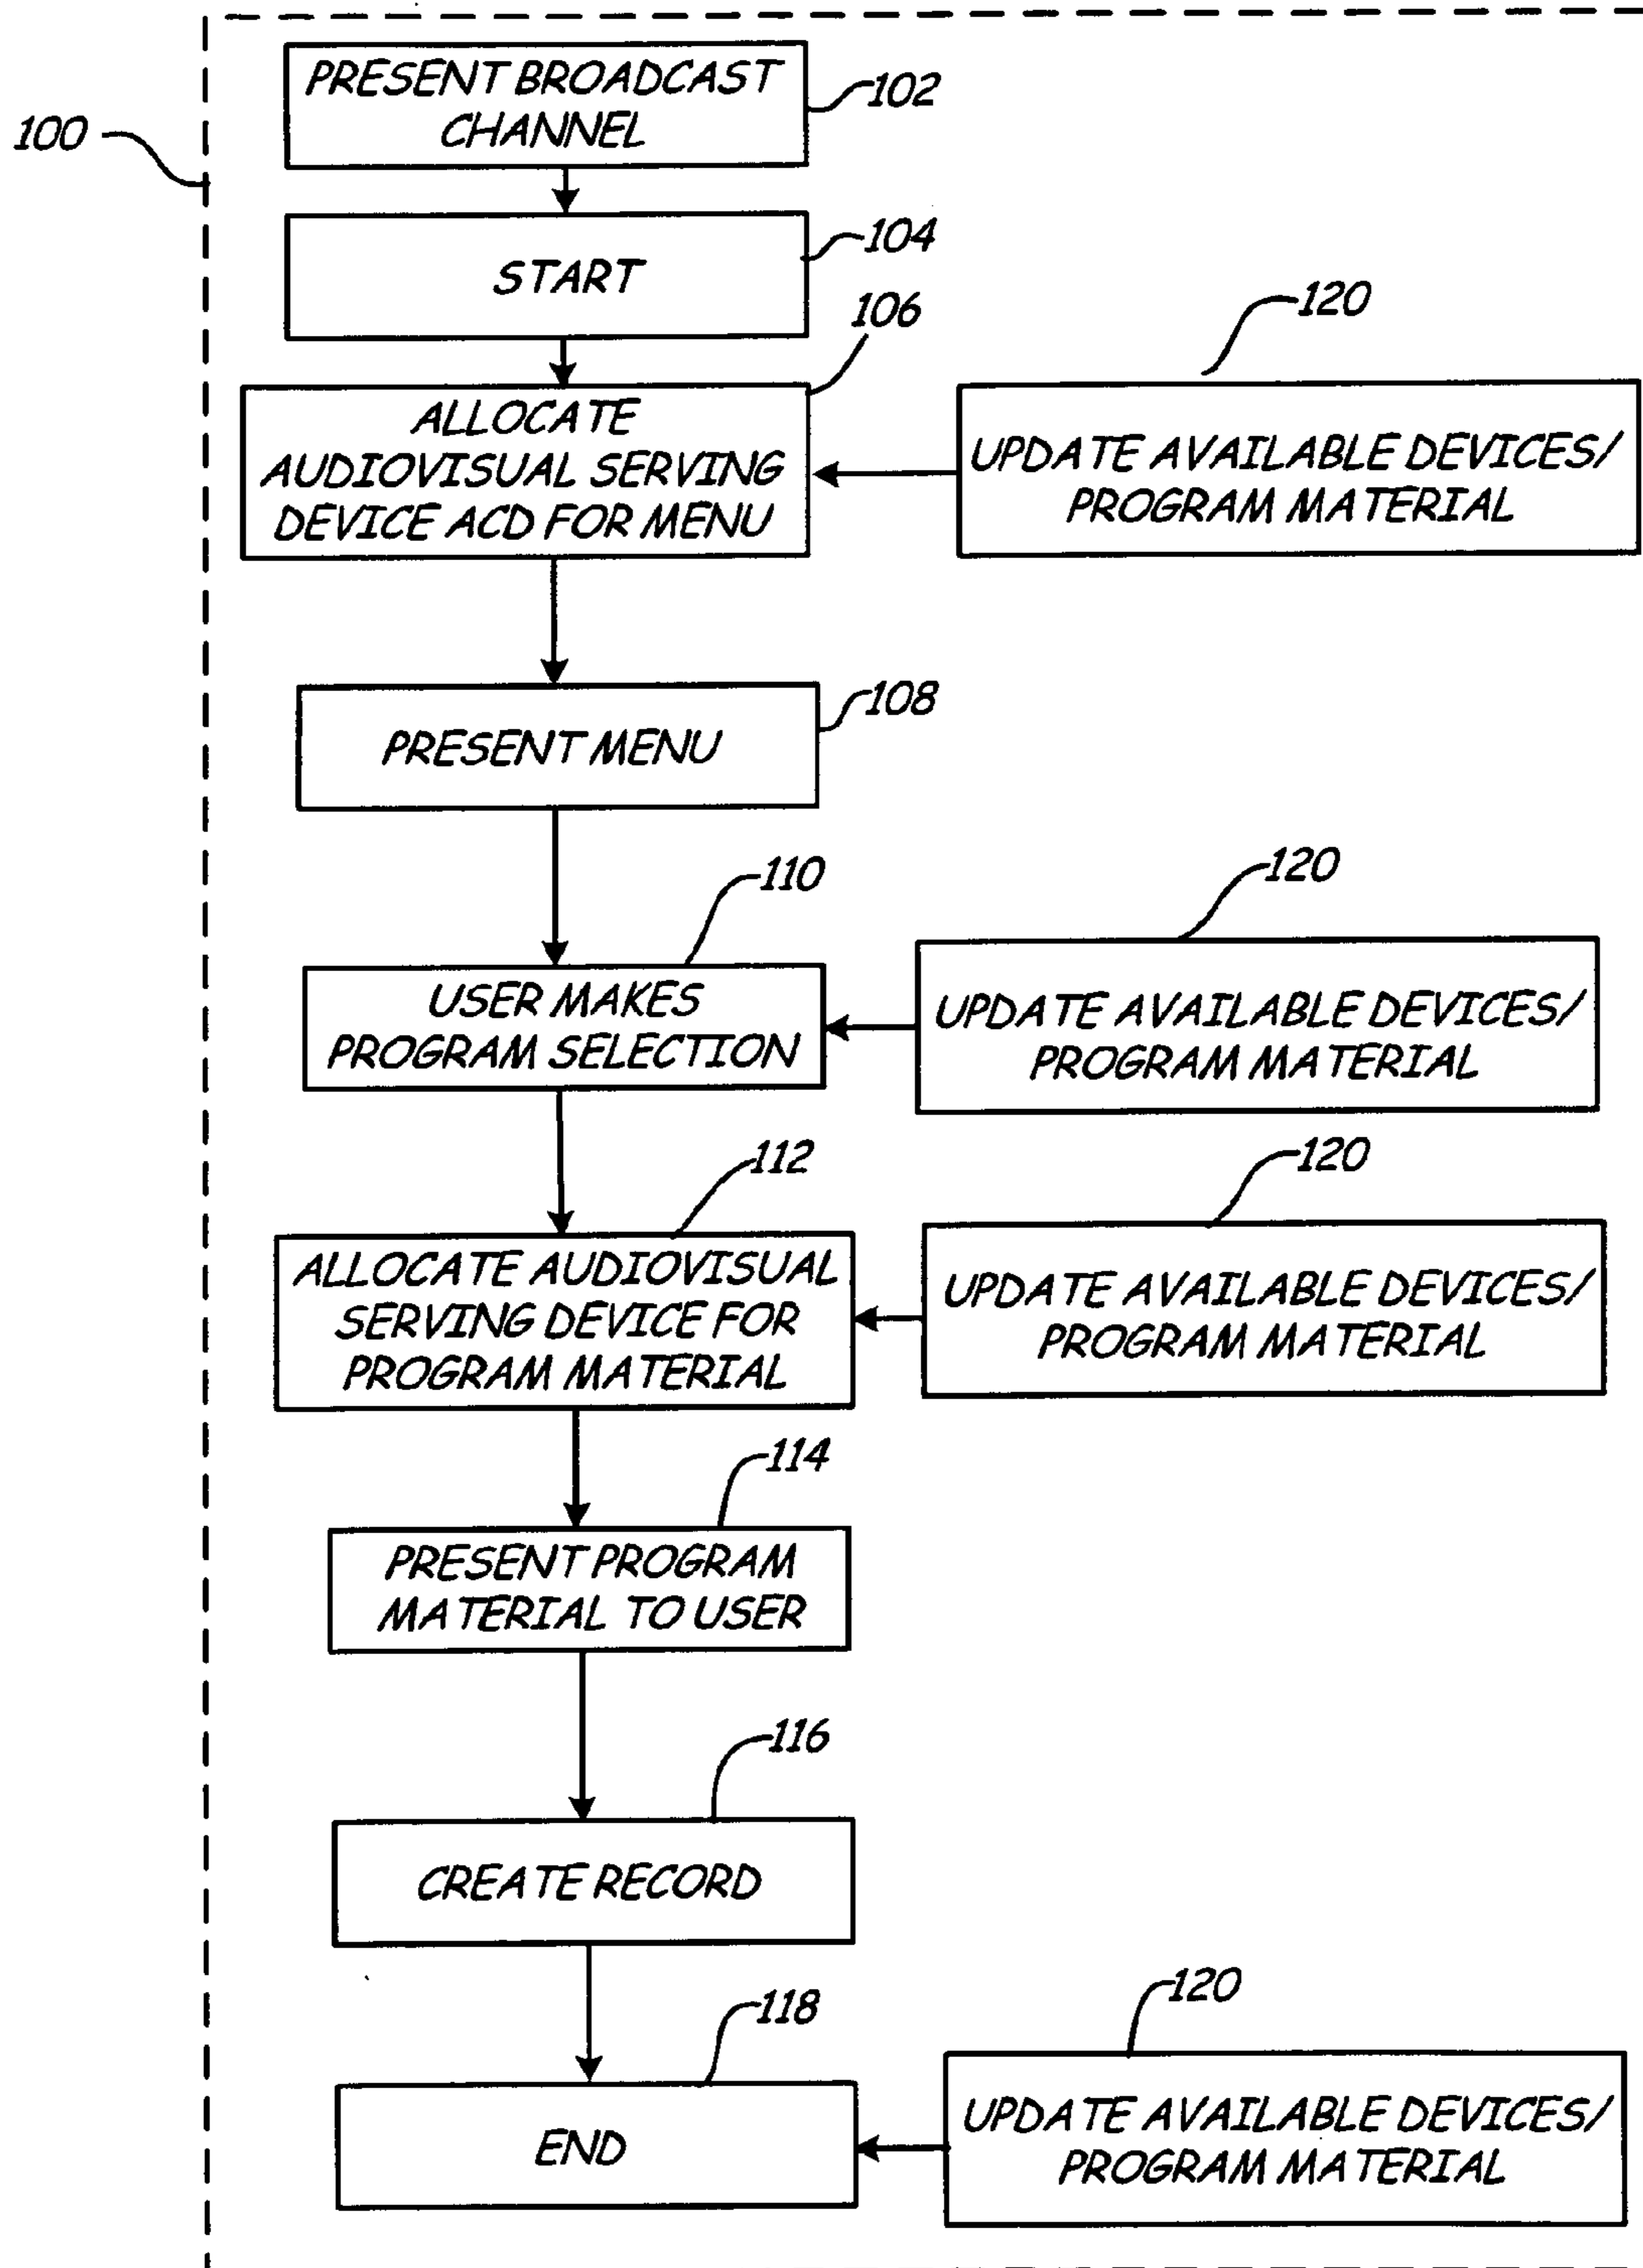 100
PRESENT BROADCAST
CHANNEL
102
START
104
106
ALLOCATE
AUDIOVISUAL SERVING
DEVICE ACD FOR MENU
120
UPDATE AVAILABLE DEVICES/
PROGRAM MATERIAL
PRESENT MENU
108
110
USER MAKES
PROGRAM SELECTION
120
UPDATE AVAILABLE DEVICES/
PROGRAM MATERIAL
112
ALLOCATE AUDIOVISUAL
SERVING DEVICE FOR
PROGRAM MATERIAL
120
UPDATE AVAILABLE DEVICES/
PROGRAM MATERIAL
114
PRESENT PROGRAM
MATERIAL TO USER
116
CREATE RECORD
118
END
120
UPDATE AVAILABLE DEVICES/
PROGRAM MATERIAL